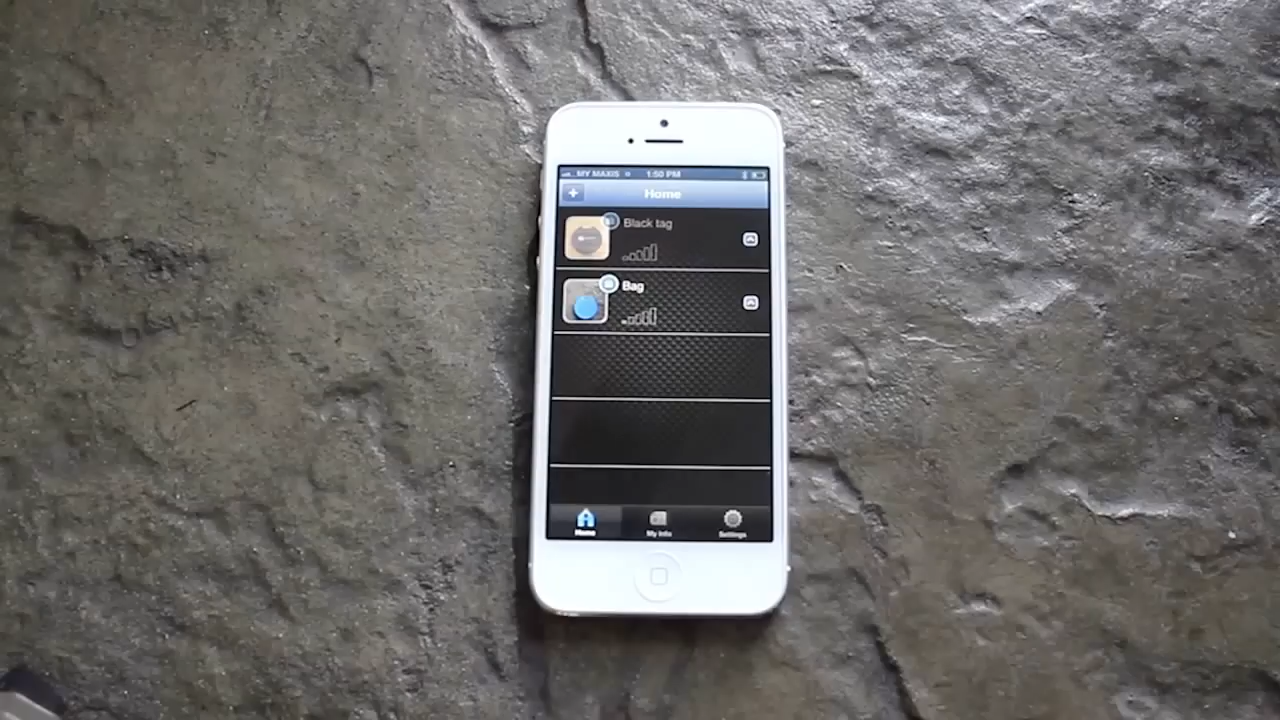 MY MAXIS 1:50 PM
+ Home
Black tag
Bag
Home My Info Settings